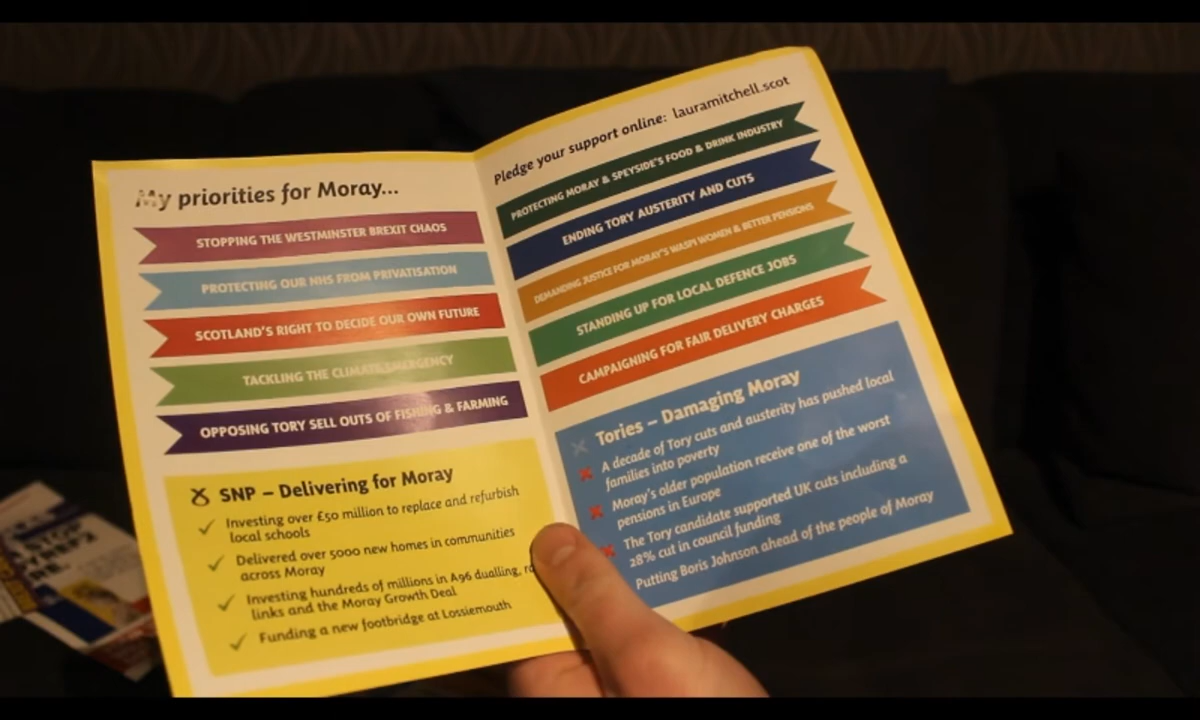 My priorities for Moray...
STOPPING THE WESTMINSTER BREXIT CHAOS
PROTECTING OUR NHS FROM PRIVATISATION
SCOTLAND'S RIGHT TO DECIDE OUR OWN FUTURE
TACKLING THE CLIMATE EMERGENCY
OPPOSING TORY SELL OUTS OF FISHING & FARMING
SNP – Delivering for Moray
Investing over £50 million to replace and refurbish
local schools
Delivered over 5000 new homes in communities
across Moray
Investing hundreds of millions in A96 dualling,
links and the Moray Growth Deal
Funding a new footbridge at Lossiemouth
Pledge your support online: lauramitchell.scot
PROTECTING MORAY & SPEYSIDE'S FOOD & DRINK INDUSTRY
ENDING TORY AUSTERITY AND CUTS
DEMANDING JUSTICE FOR MORAY'S WASPI WOMEN & BETTER PENSIONS
STANDING UP FOR LOCAL DEFENCE JOBS
CAMPAIGNING FOR FAIR DELIVERY CHARGES
Tories – Damaging Moray
A decade of Tory cuts and austerity has pushed local
families into poverty
Moray's older population receive one of the worst
pensions in Europe
The Tory candidate supported UK cuts including a
28% cut in council funding
Putting Boris Johnson ahead of the people of Moray
STOP